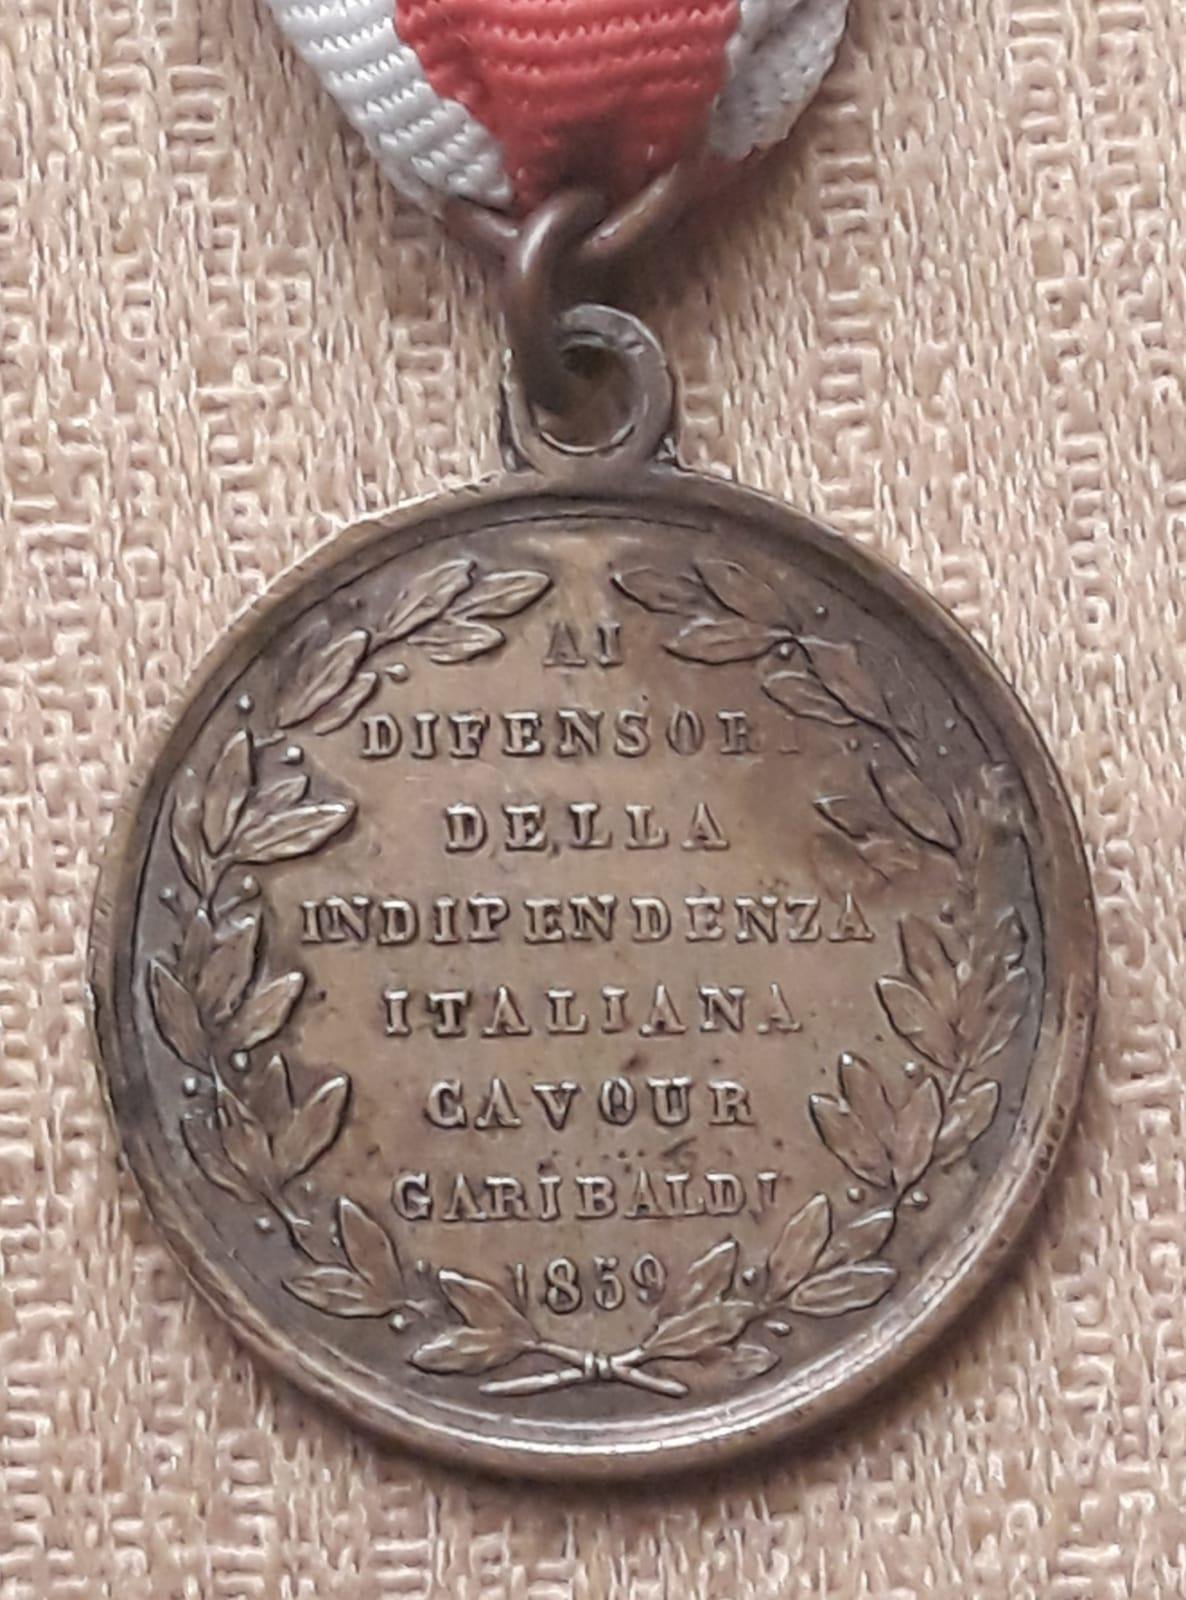 AI
DIFENSORI
DELLA
INDIPENDENZA
ITALIANA
CAVOUR
GARIBALDI
1859